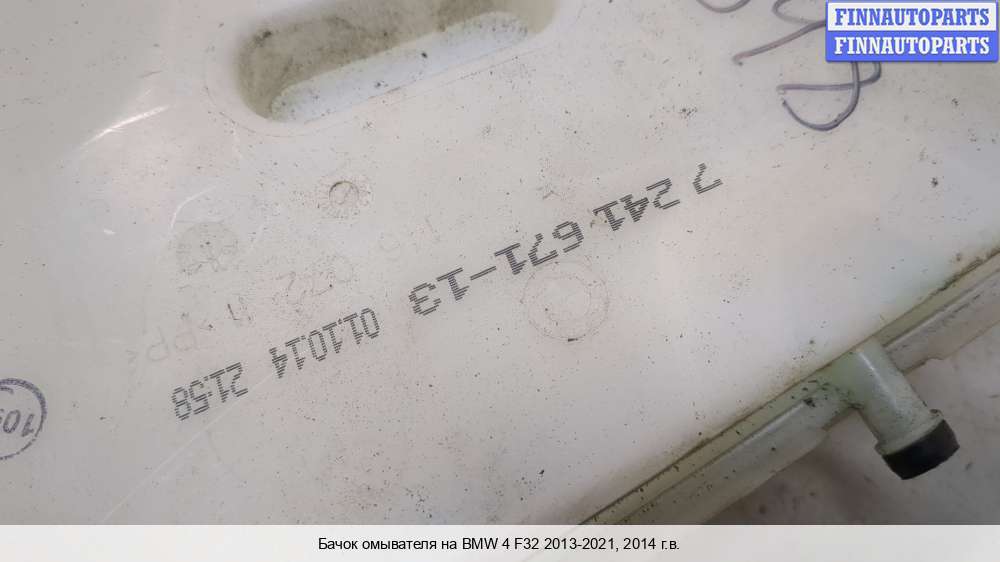 FINNAUTOPARTS
FINNAUTOPARTS
7 241 671-13
01.10.14 21:58
Бачок омывателя на BMW 4 F32 2013-2021, 2014 г.в.